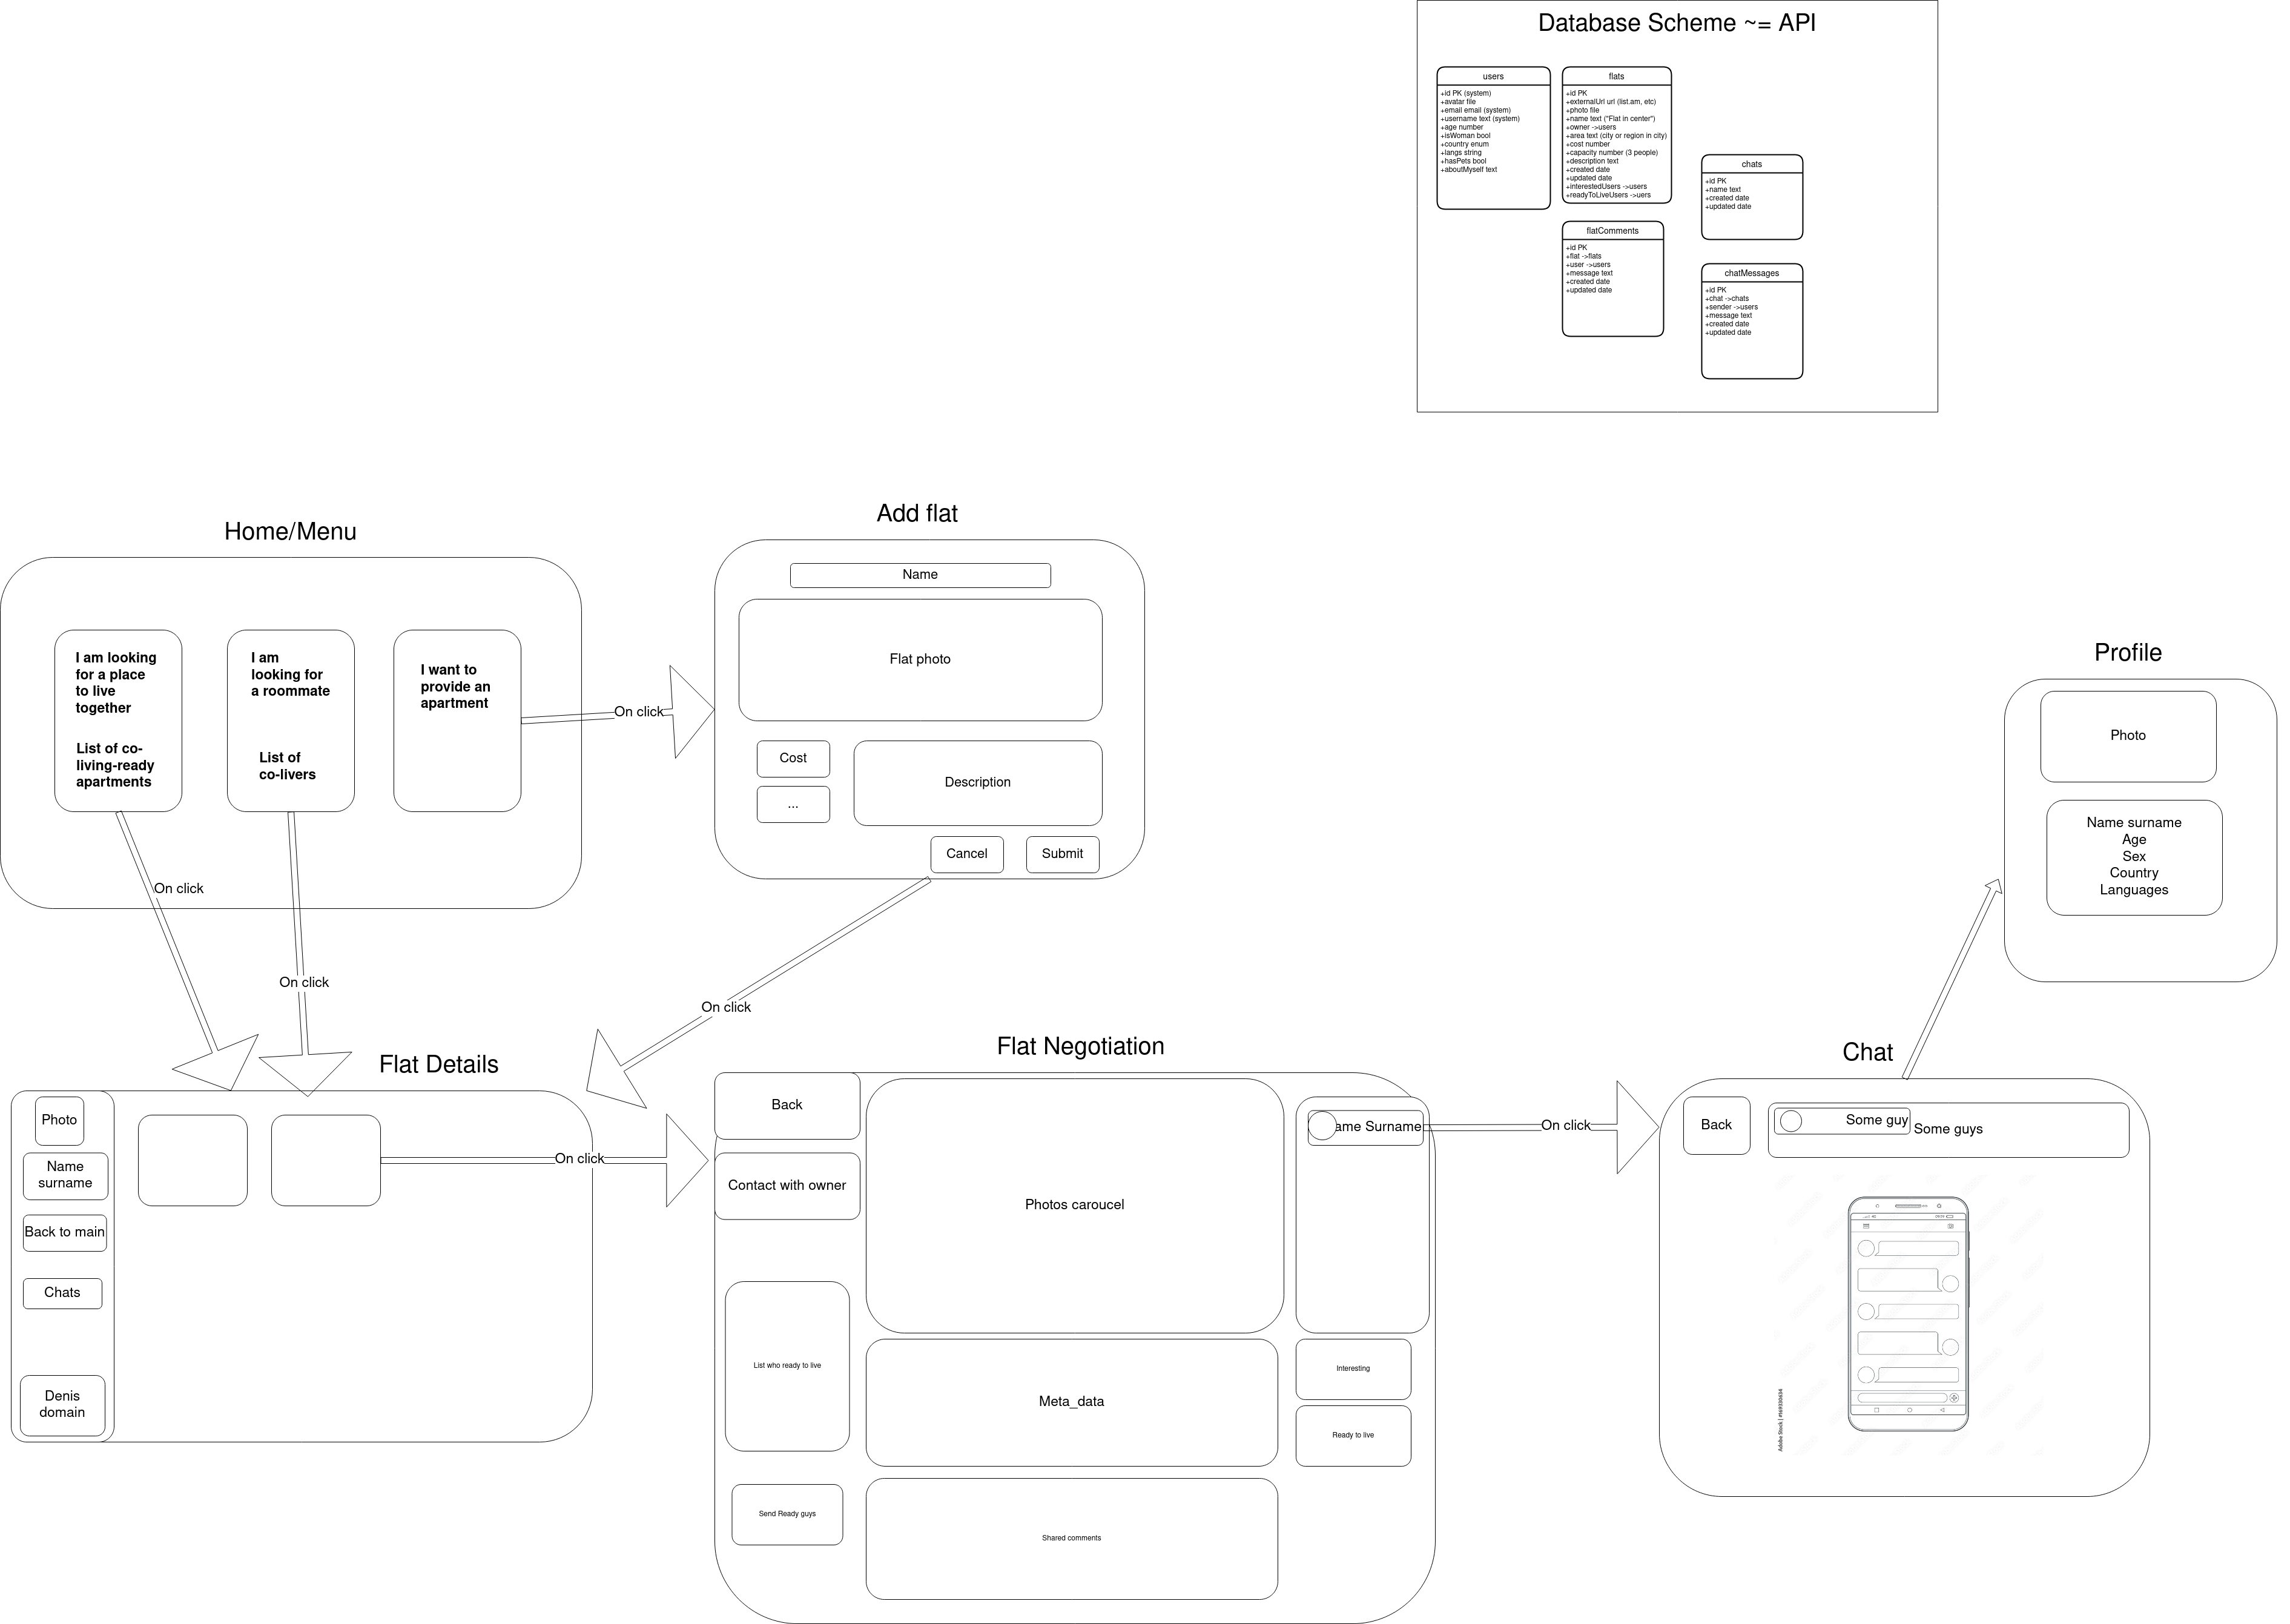 Database Scheme ~= API
users
+id PK (system)
+avatar file
+email email (system)
+username text (system)
+age number
+isWoman bool
+country enum
+langs string
+hasPets bool
+aboutMyself text
flats
+id PK
+externalUrl url (list.am, etc)
+photo file
+name text ("Flat in center")
+owner ->users
+area text (city or region in city)
+cost number
+capacity number (3 people)
+description text
+created date
+updated date
+interestedUsers ->users
+readyToLiveUsers ->uers
flatComments
+id PK
+flat ->flats
+user ->users
+message text
+created date
+updated date
chats
+id PK
+name text
+created date
+updated date
chatMessages
+id PK
+chat ->chats
+sender ->users
+message text
+created date
+updated date
Home/Menu
I am looking
for a place
to live
together
List of co-
living-ready
apartments
I am
looking for
a roommate
List of
co-livers
I want to
provide an
apartment
On click
On click
On click
Add flat
Name
Flat photo
Cost
...
Description
Cancel
Submit
On click
Profile
Photo
Name surname
Age
Sex
Country
Languages
Flat Details
Photo
Name
surname
Back to main
Chats
Denis
domain
On click
Flat Negotiation
Back
Contact with owner
List who ready to live
Send Ready guys
Photos caroucel
Meta_data
Shared comments
ame Surname
Interesting
Ready to live
On click
Chat
Back
Some guy
Some guys